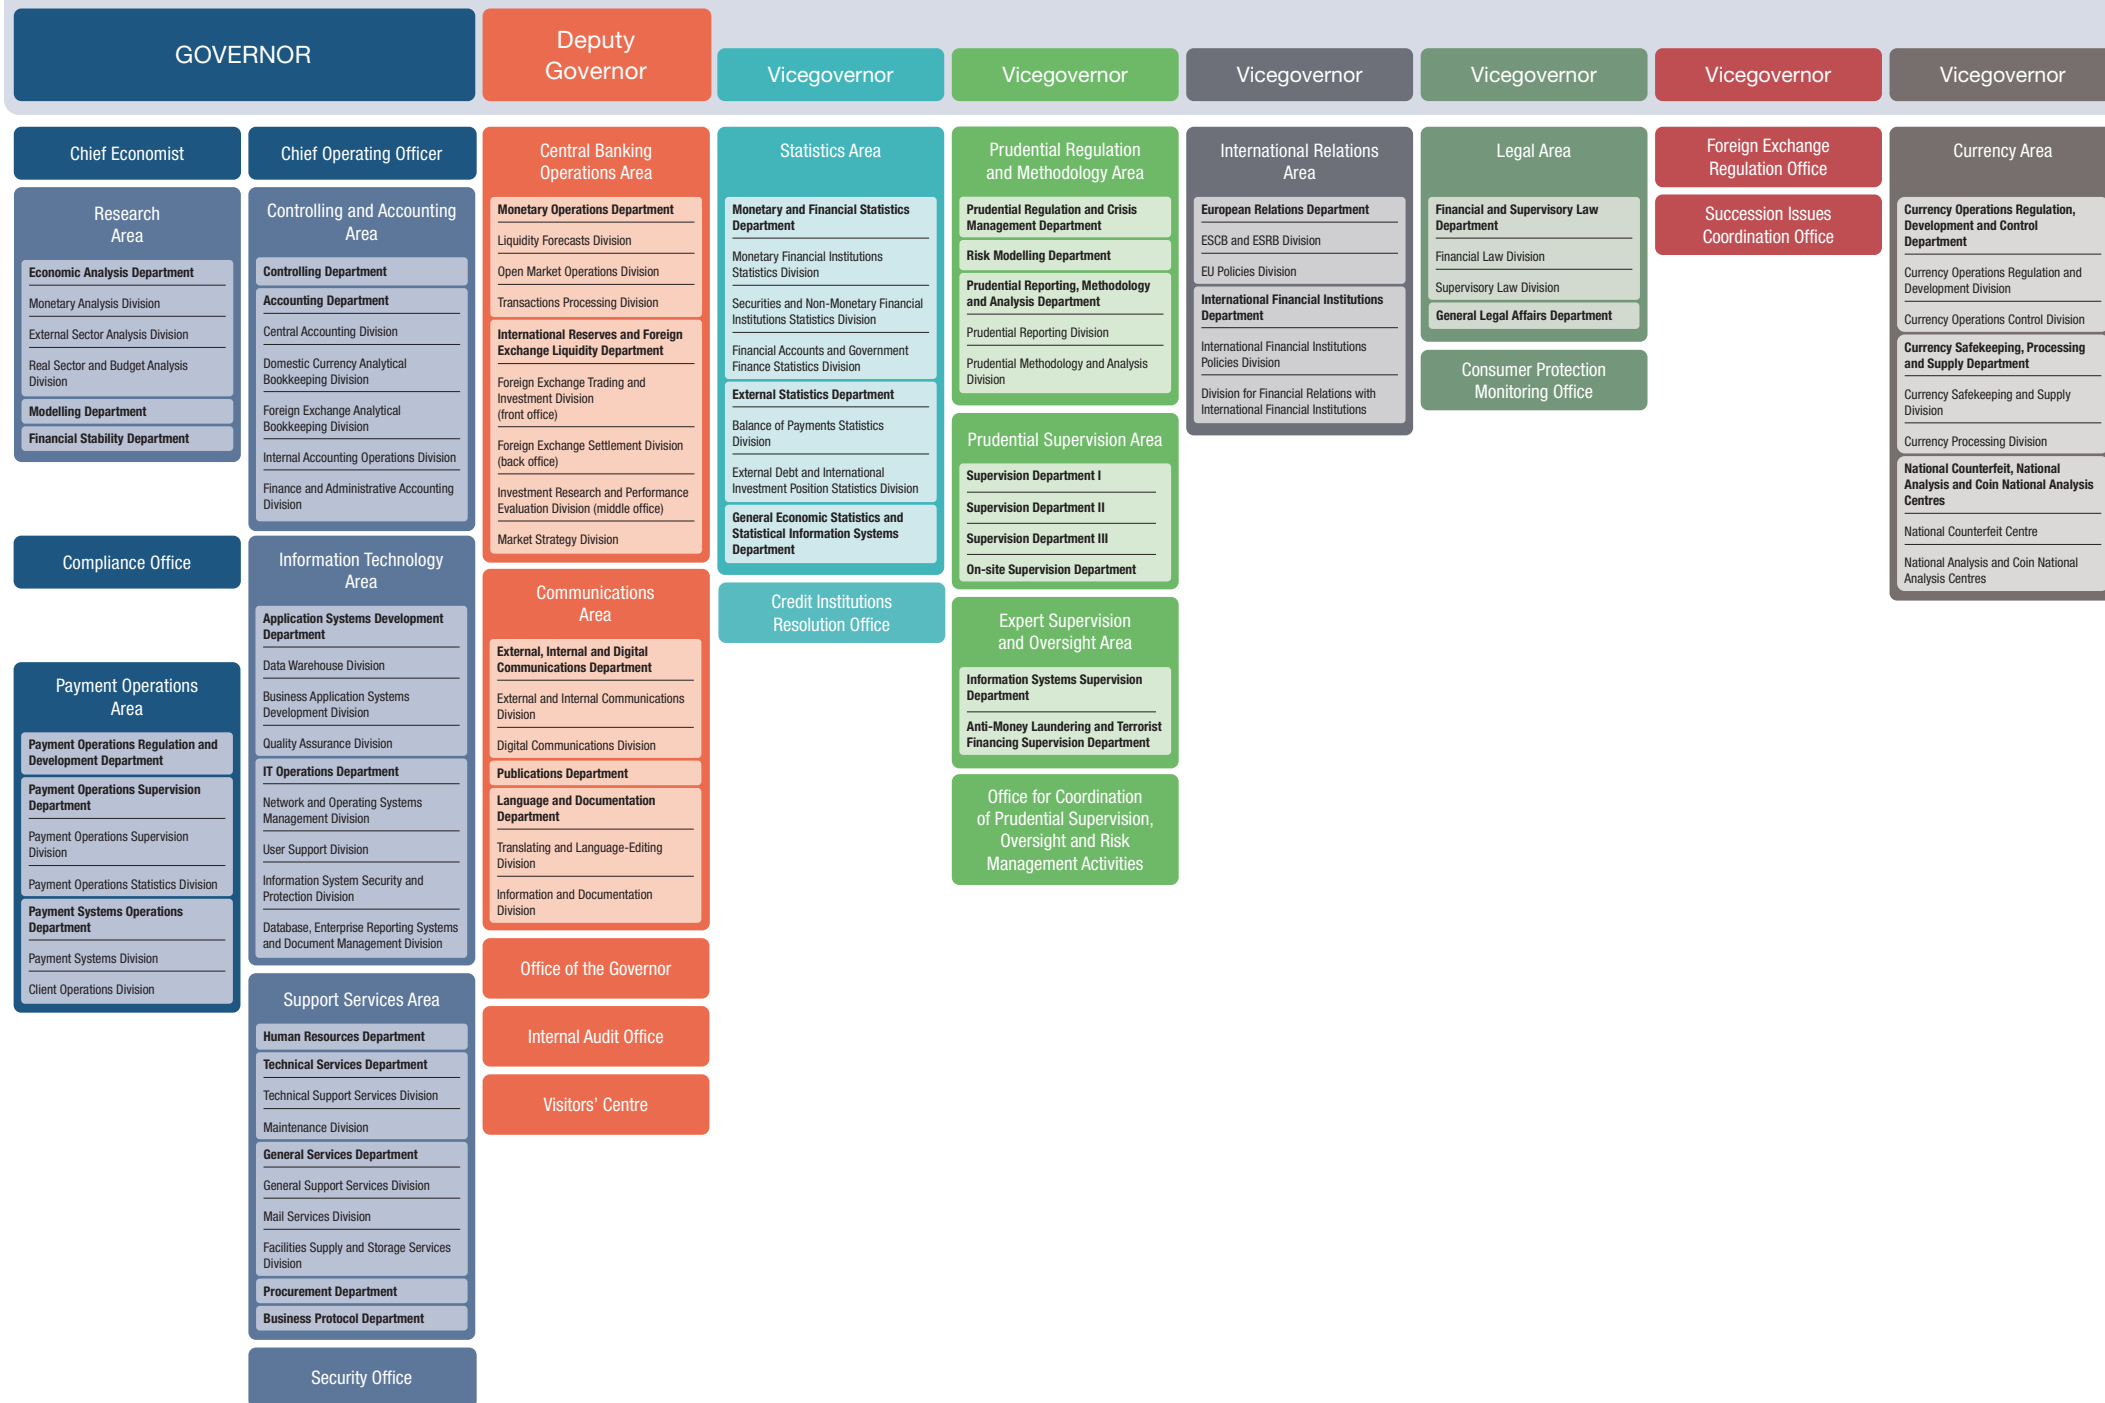 GOVERNOR
Deputy
Governor
Vicegovernor
Vicegovernor
Vicegovernor
Vicegovernor
Vicegovernor
Vicegovernor
Chief Economist
Research
Area
Economic Analysis Department
Monetary Analysis Division
External Sector Analysis Division
Real Sector and Budget Analysis
Division
Modelling Department
Financial Stability Department
Compliance Office
Payment Operations
Area
Payment Operations Regulation and
Development Department
Payment Operations Supervision
Department
Payment Operations Supervision
Division
Payment Operations Statistics Division
Payment Systems Operations
Department
Payment Systems Division
Client Operations Division
Chief Operating Officer
Controlling and Accounting
Area
Controlling Department
Accounting Department
Central Accounting Division
Domestic Currency Analytical
Bookkeeping Division
Foreign Exchange Analytical
Bookkeeping Division
Internal Accounting Operations Division
Finance and Administrative Accounting
Division
Information Technology
Area
Application Systems Development
Department
Data Warehouse Division
Business Application Systems
Development Division
Quality Assurance Division
IT Operations Department
Network and Operating Systems
Management Division
User Support Division
Information System Security and
Protection Division
Database, Enterprise Reporting Systems
and Document Management Division
Support Services Area
Human Resources Department
Technical Services Department
Technical Support Services Division
Maintenance Division
General Services Department
General Support Services Division
Mail Services Division
Facilities Supply and Storage Services
Division
Procurement Department
Business Protocol Department
Security Office
Central Banking
Operations Area
Monetary Operations Department
Liquidity Forecasts Division
Open Market Operations Division
Transactions Processing Division
International Reserves and Foreign
Exchange Liquidity Department
Foreign Exchange Trading and
Investment Division
(front office)
Foreign Exchange Settlement Division
(back office)
Investment Research and Performance
Evaluation Division (middle office)
Market Strategy Division
Communications
Area
External, Internal and Digital
Communications Department
External and Internal Communications
Division
Digital Communications Division
Publications Department
Language and Documentation
Department
Translating and Language-Editing
Division
Information and Documentation
Division
Office of the Governor
Internal Audit Office
Visitors' Centre
Statistics Area
Monetary and Financial Statistics
Department
Monetary Financial Institutions
Statistics Division
Securities and Non-Monetary Financial
Institutions Statistics Division
Financial Accounts and Government
Finance Statistics Division
External Statistics Department
Balance of Payments Statistics
Division
External Debt and International
Investment Position Statistics Division
General Economic Statistics and
Statistical Information Systems
Department
Credit Institutions
Resolution Office
Prudential Regulation
and Methodology Area
Prudential Regulation and Crisis
Management Department
Risk Modelling Department
Prudential Reporting, Methodology
and Analysis Department
Prudential Reporting Division
Prudential Methodology and Analysis
Division
Prudential Supervision Area
Supervision Department I
Supervision Department II
Supervision Department III
On-site Supervision Department
Expert Supervision
and Oversight Area
Information Systems Supervision
Department
Anti-Money Laundering and Terrorist
Financing Supervision Department
Office for Coordination
of Prudential Supervision,
Oversight and Risk
Management Activities
International Relations
Area
European Relations Department
ESCB and ESRB Division
EU Policies Division
International Financial Institutions
Department
International Financial Institutions
Policies Division
Division for Financial Relations with
International Financial Institutions
Legal Area
Financial and Supervisory Law
Department
Financial Law Division
Supervisory Law Division
General Legal Affairs Department
Consumer Protection
Monitoring Office
Foreign Exchange
Regulation Office
Succession Issues
Coordination Office
Currency Area
Currency Operations Regulation,
Development and Control
Department
Currency Operations Regulation and
Development Division
Currency Operations Control Division
Currency Safekeeping, Processing
and Supply Department
Currency Safekeeping and Supply
Division
Currency Processing Division
National Counterfeit, National
Analysis and Coin National Analysis
Centres
National Counterfeit Centre
National Analysis and Coin National
Analysis Centres